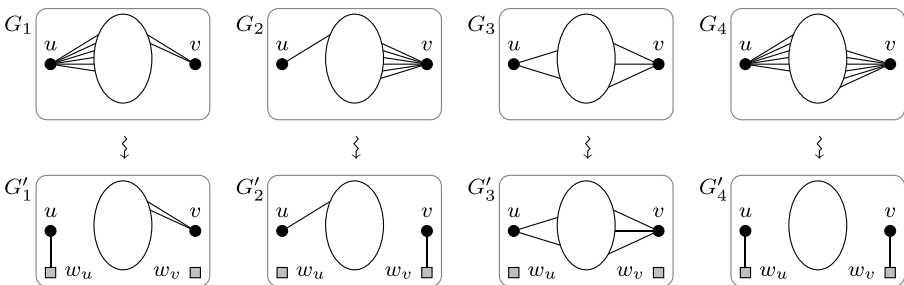 G₁ u v G₂ u v G₃ u v G₄ u v
G′₁ u v G′₂ u v G′₃ u v G′₄ u v
w_u w_v w_u w_v w_u w_v w_u w_v